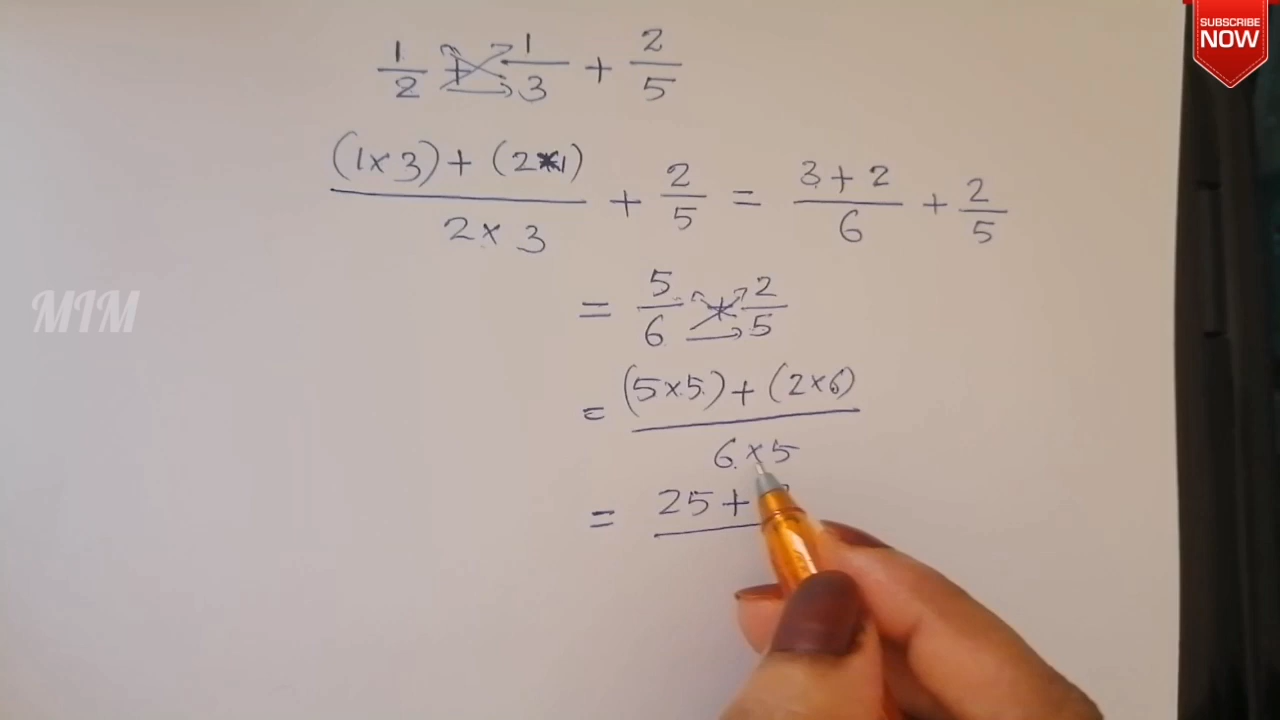 SUBSCRIBE
NOW
1/2 + 1/3 + 2/5
(1×3) + (2×1) / 2×3 + 2/5 = 3+2 / 6 + 2/5
MIM
= 5/6 + 2/5
= (5×5) + (2×6) / 6×5
= 25 +